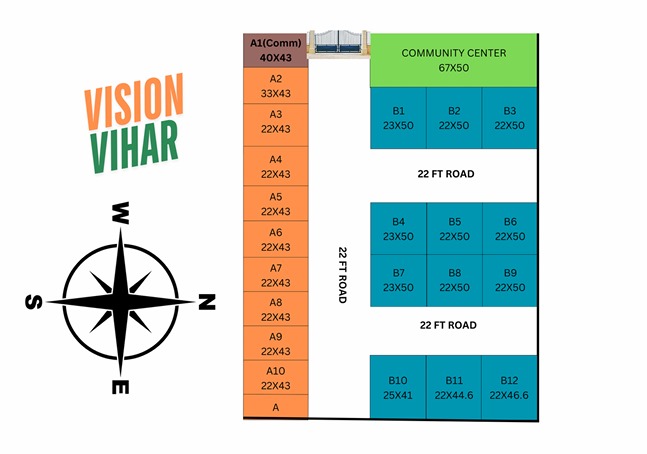 VISION
VIHAR
W
S
N
E
A1(Comm)
40X43
A2
33X43
A3
22X43
A4
22X43
A5
22X43
A6
22X43
A7
22X43
A8
22X43
A9
22X43
A10
22X43
A
22 FT ROAD
COMMUNITY CENTER
67X50
B1
23X50
B2
22X50
B3
22X50
22 FT ROAD
B4
23X50
B5
22X50
B6
22X50
B7
23X50
B8
22X50
B9
22X50
22 FT ROAD
B10
25X41
B11
22X44.6
B12
22X46.6